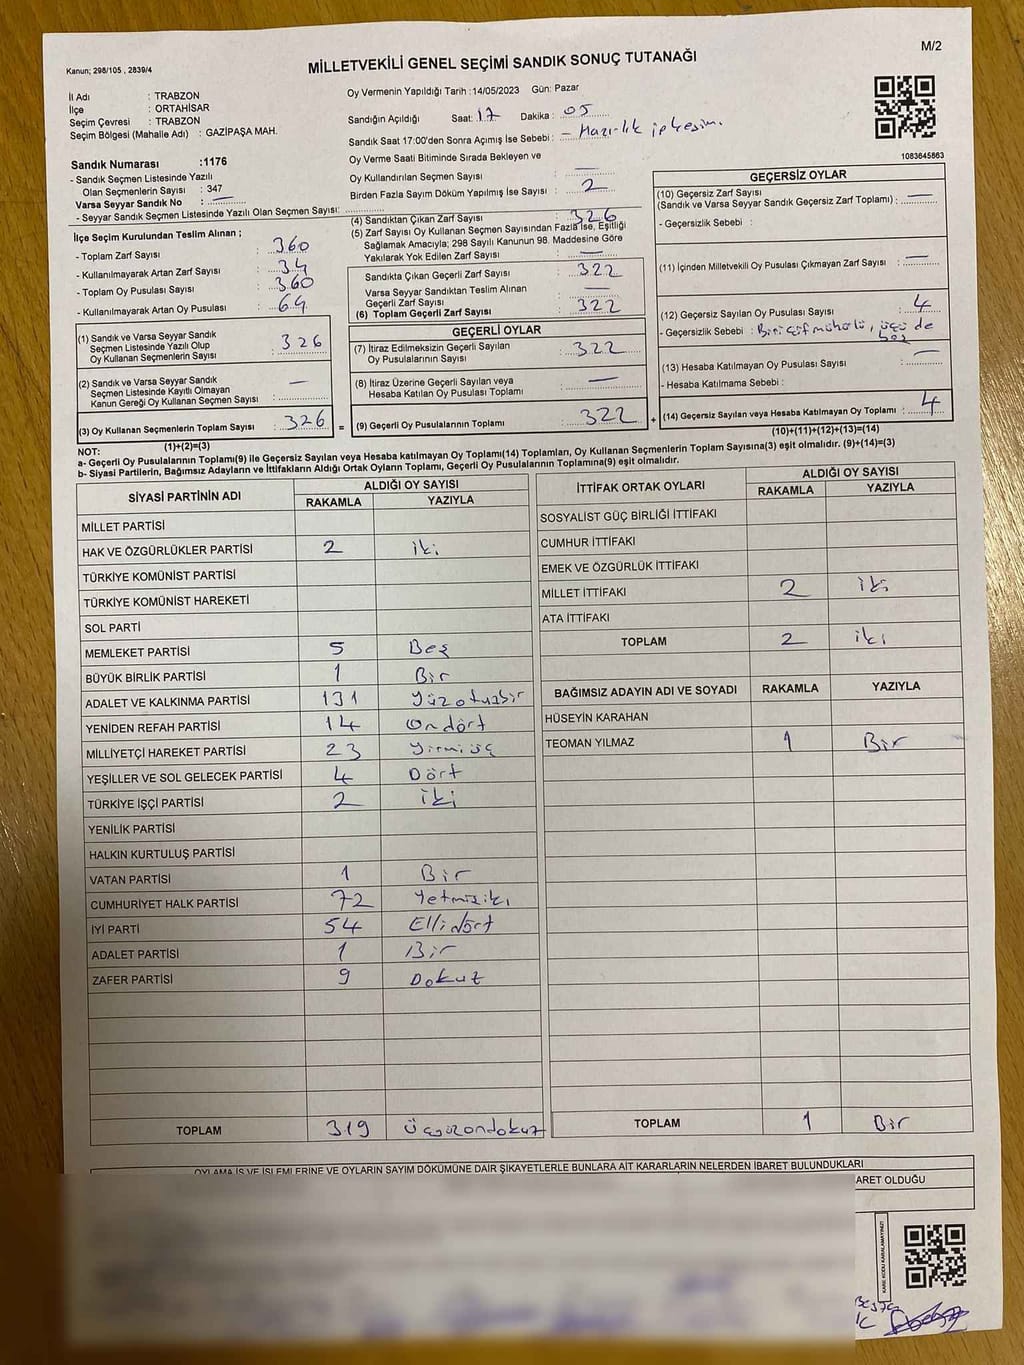 M/2
Kanun; 298/105 , 2839/4
MİLLETVEKİLİ GENEL SEÇİMİ SANDIK SONUÇ TUTANAĞI
İl Adı : TRABZON
İlçe : ORTAHİSAR
Seçim Çevresi : TRABZON
Seçim Bölgesi (Mahalle Adı) : GAZİPAŞA MAH.
Oy Vermenin Yapıldığı Tarih :14/05/2023 Gün: Pazar
Sandığın Açıldığı Saat: 17 Dakika : 05
Sandık Saat 17:00'den Sonra Açımış İse Sebebi : - Hazırlık
Oy Verme Saati Bitiminde Sırada Bekleyen ve
Oy Kullandırılan Seçmen Sayısı : —
Birden Fazla Sayım Döküm Yapılmış İse Sayısı : 2
1083645863
Sandık Numarası :1176
- Sandık Seçmen Listesinde Yazılı
Olan Seçmenlerin Sayısı : 347
Varsa Seyyar Sandık No : —
- Seyyar Sandık Seçmen Listesinde Yazılı Olan Seçmen Sayısı:
İlçe Seçim Kurulundan Teslim Alınan ;
- Toplam Zarf Sayısı : 360
- Kullanılmayarak Artan Zarf Sayısı : 34
- Toplam Oy Pusulası Sayısı : 360
- Kullanılmayarak Artan Oy Pusulası : 64
(1) Sandık ve Varsa Seyyar Sandık
Seçmen Listesinde Yazılı Olup
Oy Kullanan Seçmenlerin Sayısı : 326
(2) Sandık ve Varsa Seyyar Sandık
Seçmen Listesinde Kayıtlı Olmayan
Kanun Gereği Oy Kullanan Seçmen Sayısı : —
(3) Oy Kullanan Seçmenlerin Toplam Sayısı : 326
(1)+(2)=(3)
(4) Sandıktan Çıkan Zarf Sayısı : 326
(5) Zarf Sayısı Oy Kullanan Seçmen Sayısından Fazla İse, Eşitliği
Sağlamak Amacıyla; 298 Sayılı Kanunun 98. Maddesine Göre
Yakılarak Yok Edilen Zarf Sayısı : —
Sandıkta Çıkan Geçerli Zarf Sayısı : 322
Varsa Seyyar Sandıktan Teslim Alınan
Geçerli Zarf Sayısı : —
(6) Toplam Geçerli Zarf Sayısı : 322
GEÇERLİ OYLAR
(7) İtiraz Edilmeksizin Geçerli Sayılan
Oy Pusulalarının Sayısı : 322
(8) İtiraz Üzerine Geçerli Sayılan veya
Hesaba Katılan Oy Pusulası Toplamı : —
= (9) Geçerli Oy Pusulalarının Toplamı : 322 +
GEÇERSİZ OYLAR
(10) Geçersiz Zarf Sayısı
(Sandık ve Varsa Seyyar Sandık Geçersiz Zarf Toplamı) : —
- Geçersizlik Sebebi :
(11) İçinden Milletvekili Oy Pusulası Çıkmayan Zarf Sayısı : —
(12) Geçersiz Sayılan Oy Pusulası Sayısı : 4
- Geçersizlik Sebebi : Biri çift mühürlü, üçü de
boş
(13) Hesaba Katılmayan Oy Pusulası Sayısı : —
- Hesaba Katılmama Sebebi :
(14) Geçersiz Sayılan veya Hesaba Katılmayan Oy Toplamı : 4
(10)+(11)+(12)+(13)=(14)
NOT:
a- Geçerli Oy Pusulalarının Toplamı(9) ile Geçersiz Sayılan veya Hesaba katılmayan Oy Toplamı(14) Toplamları, Oy Kullanan Seçmenlerin Toplam Sayısına(3) eşit olmalıdır. (9)+(14)=(3)
b- Siyasi Partilerin, Bağımsız Adayların ve İttifakların Aldığı Ortak Oyların Toplamı, Geçerli Oy Pusulalarının Toplamına(9) eşit olmalıdır.
SİYASİ PARTİNİN ADI ALDIĞI OY SAYISI
RAKAMLA YAZIYLA
MİLLET PARTİSİ
HAK VE ÖZGÜRLÜKLER PARTİSİ 2 iki
TÜRKİYE KOMÜNİST PARTİSİ
TÜRKİYE KOMÜNİST HAREKETİ
SOL PARTİ
MEMLEKET PARTİSİ 5 Beş
BÜYÜK BİRLİK PARTİSİ 1 Bir
ADALET VE KALKINMA PARTİSİ 131 Yüzotuzbir
YENİDEN REFAH PARTİSİ 14 Ondört
MİLLİYETÇİ HAREKET PARTİSİ 23 Yirmiüç
YEŞİLLER VE SOL GELECEK PARTİSİ 4 Dört
TÜRKİYE İŞÇİ PARTİSİ 2 iki
YENİLİK PARTİSİ
HALKIN KURTULUŞ PARTİSİ
VATAN PARTİSİ 1 Bir
CUMHURİYET HALK PARTİSİ 72 Yetmişiki
İYİ PARTİ 54 Ellidört
ADALET PARTİSİ 1 Bir
ZAFER PARTİSİ 9 Dokuz
TOPLAM 319 Üçyüzondokuz
İTTİFAK ORTAK OYLARI ALDIĞI OY SAYISI
RAKAMLA YAZIYLA
SOSYALİST GÜÇ BİRLİĞİ İTTİFAKI
CUMHUR İTTİFAKI
EMEK VE ÖZGÜRLÜK İTTİFAKI
MİLLET İTTİFAKI 2 iki
ATA İTTİFAKI
TOPLAM 2 iki
BAĞIMSIZ ADAYIN ADI VE SOYADI RAKAMLA YAZIYLA
HÜSEYİN KARAHAN
TEOMAN YILMAZ 1 Bir
TOPLAM 1 Bir
OYLAMA İŞ VE İŞLEMLERİNE VE OYLARIN SAYIM DÖKÜMÜNE DAİR ŞİKAYETLERLE BUNLARA AİT KARARLARIN NELERDEN İBARET BULUNDUKLARI
ARET OLDUĞU
KARE KODU KARALAMAYINIZ!